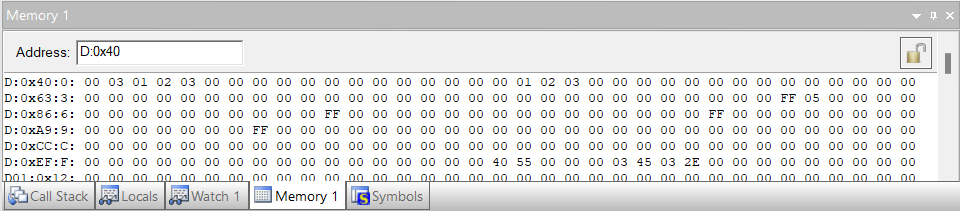 Memory 1
Address: D:0x40
D:0x40:0: 00 03 01 02 03 00 00 00 00 00 00 00 00 00 00 00 00 00 01 02 03 00 00 00 00 00 00 00 00 00 00 00 00 00 00
D:0x63:3: 00 00 00 00 00 00 00 00 00 00 00 00 00 00 00 00 00 00 00 00 00 00 00 00 00 00 00 00 00 FF 05 00 00 00 00
D:0x86:6: 00 00 00 00 00 00 00 00 00 00 FF 00 00 00 00 00 00 00 00 00 00 00 00 00 00 00 FF 00 00 00 00 00 00 00 00
D:0xA9:9: 00 00 00 00 00 00 00 FF 00 00 00 00 00 00 00 00 00 00 00 00 00 00 00 00 00 00 00 00 00 00 00 00 00 00 00
D:0xCC:C: 00 00 00 00 00 00 00 00 00 00 00 00 00 00 00 00 00 00 00 00 00 00 00 00 00 00 00 00 00 00 00 00 00 00 00
D:0xEF:F: 00 00 00 00 00 00 00 00 00 00 00 00 00 00 00 00 00 40 55 00 00 00 03 45 03 2E 00 00 00 00 00 00 00 00 00
D01:0x12:
Call Stack Locals Watch 1 Memory 1 Symbols